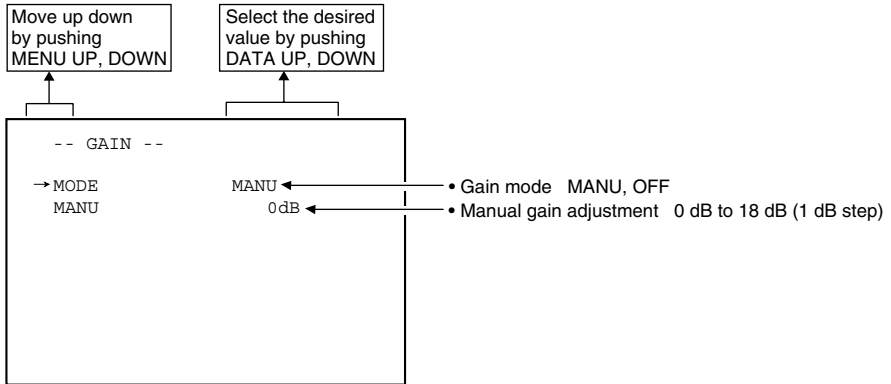 Move up down
by pushing
MENU UP, DOWN
Select the desired
value by pushing
DATA UP, DOWN
-- GAIN --
→MODE MANU
• Gain mode MANU, OFF
MANU 0dB
• Manual gain adjustment 0 dB to 18 dB (1 dB step)